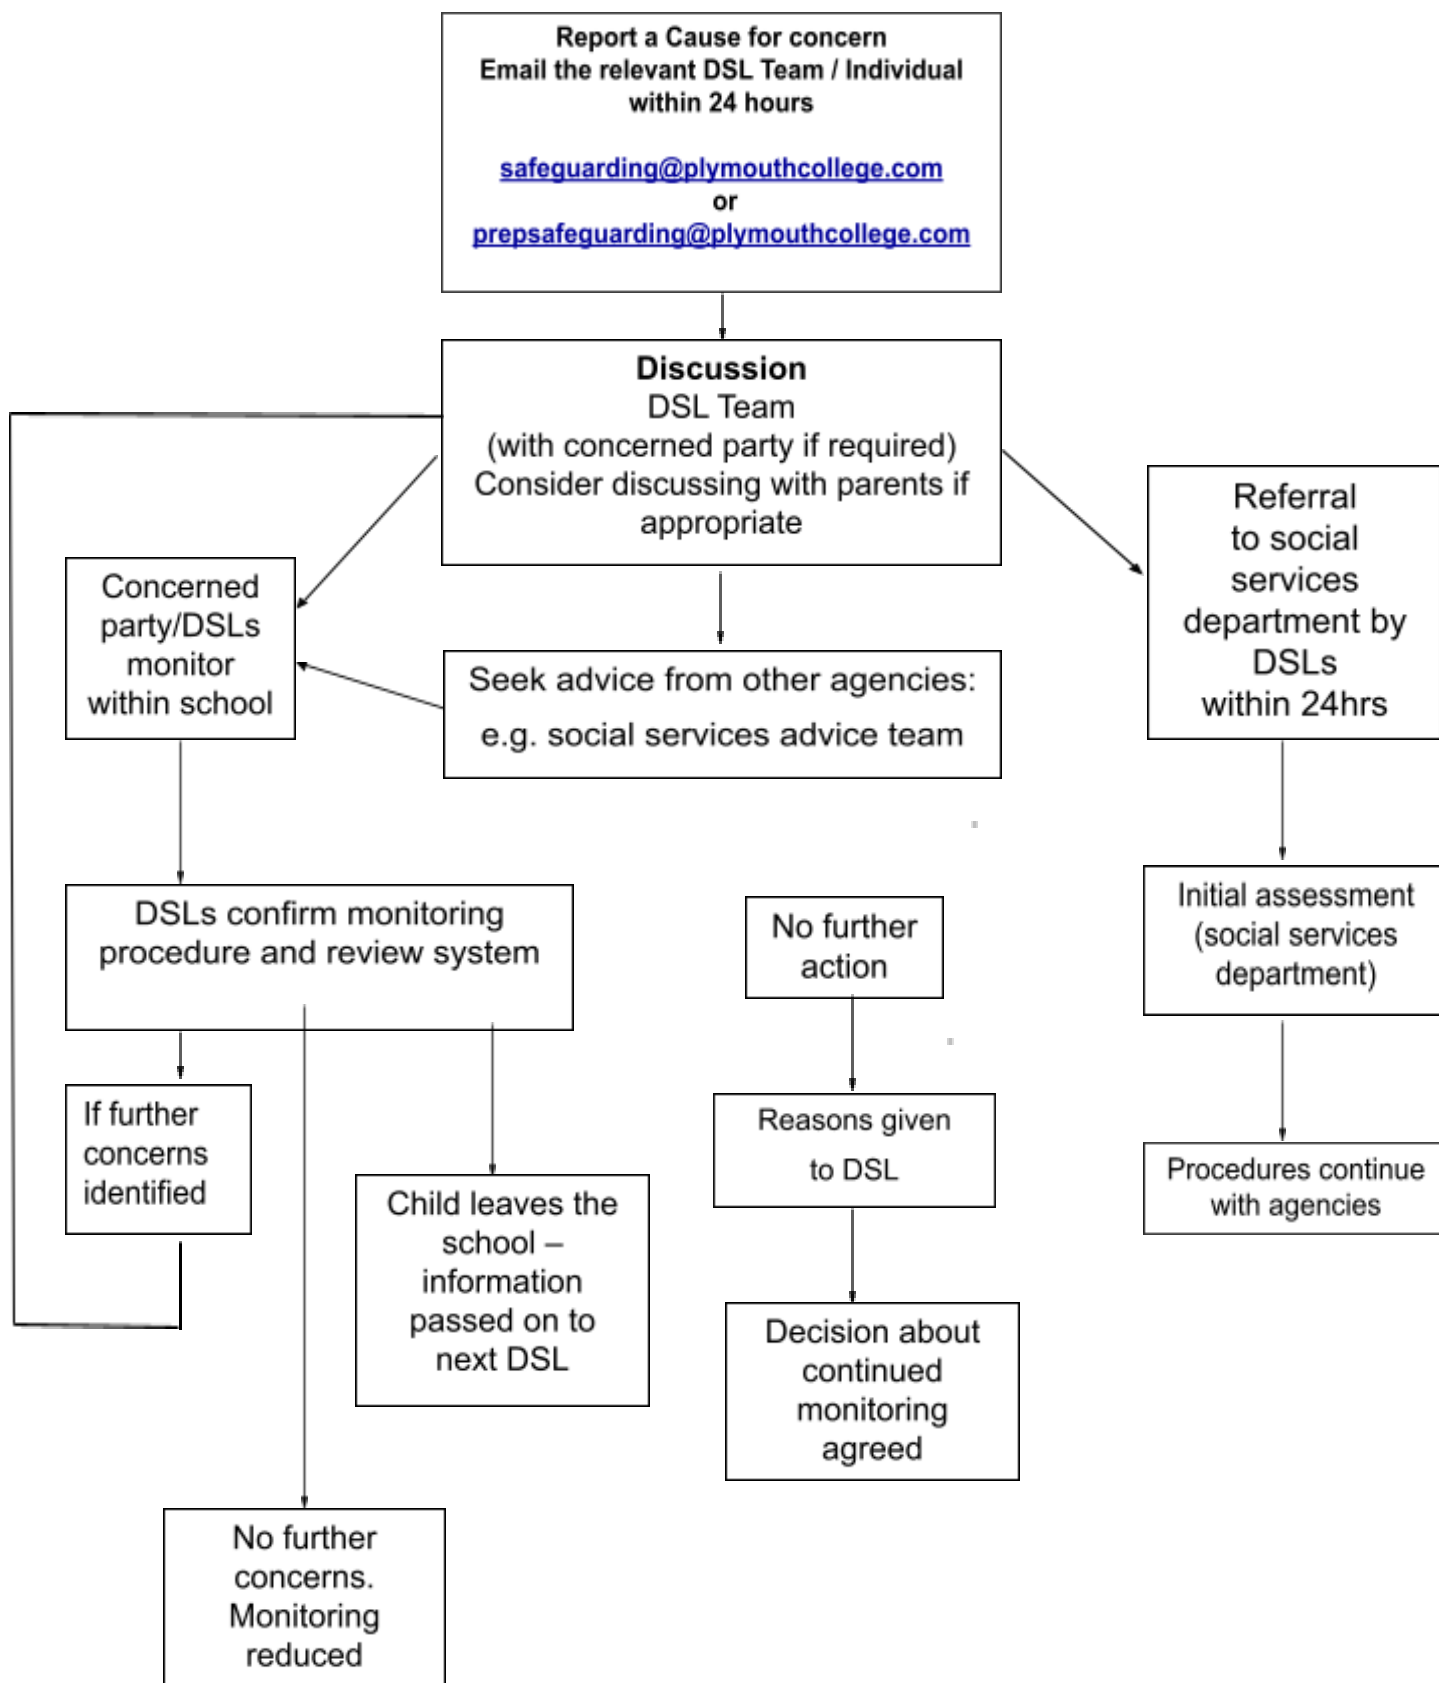 Report a Cause for concern
Email the relevant DSL Team / Individual
within 24 hours
safeguarding@plymouthcollege.com
or
prepsafeguarding@plymouthcollege.com
Discussion
DSL Team
(with concerned party if required)
Consider discussing with parents if
appropriate
Concerned
party/DSLs
monitor
within school
Seek advice from other agencies:
e.g. social services advice team
Referral
to social
services
department by
DSLs
within 24hrs
DSLs confirm monitoring
procedure and review system
No further
action
Initial assessment
(social services
department)
If further
concerns
identified
Child leaves the
school –
information
passed on to
next DSL
Reasons given
to DSL
Procedures continue
with agencies
Decision about
continued
monitoring
agreed
No further
concerns.
Monitoring
reduced